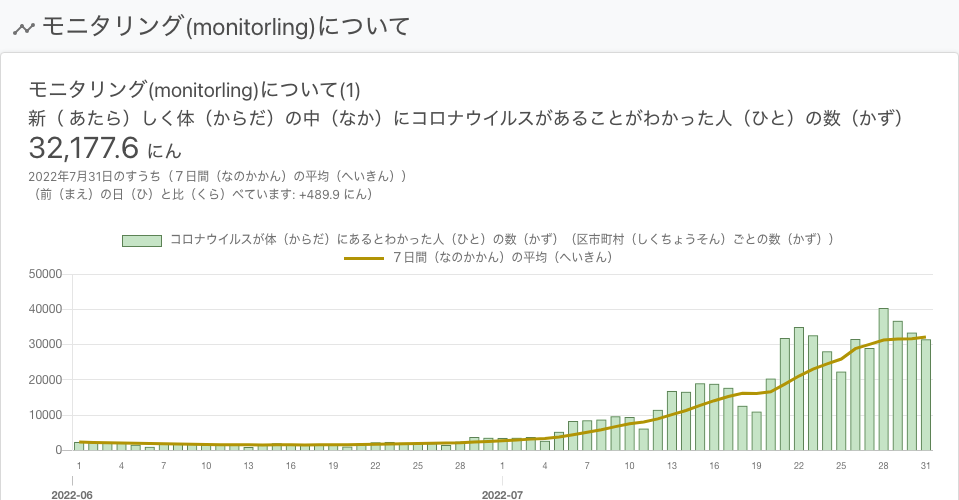 モニタリング(monitorling)について
モニタリング(monitorling)について(1)
新（ あたら）しく体（からだ）の中（なか）にコロナウイルスがあることがわかった人（ひと）の数（かず）
32,177.6 にん
2022年7月31日のすうち（７日間（なのかかん）の平均（へいきん））
（前（まえ）の日（ひ）と比（くら）べています: +489.9 にん）
コロナウイルスが体（からだ）にあるとわかった人（ひと）の数（かず）（区市町村（しくちょうそん）ごとの数（かず））
７日間（なのかかん）の平均（へいきん）
50000
40000
30000
20000
10000
0
1 4 7 10 13 16 19 22 25 28 1 4 7 10 13 16 19 22 25 28 31
2022-06 2022-07